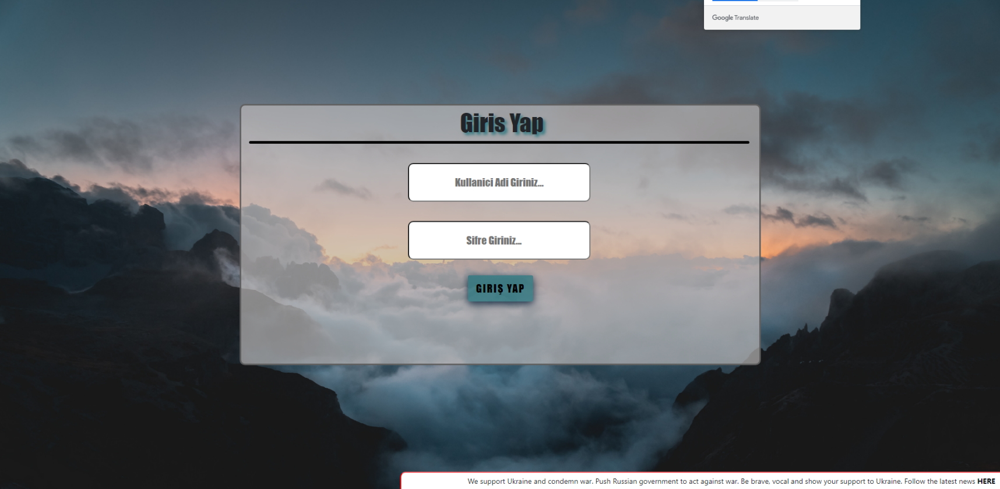 Google Translate
Giris Yap
Kullanici Adi Giriniz...
Sifre Giriniz...
GIRIŞ YAP
We support Ukraine and condemn war. Push Russian government to act against war. Be brave, vocal and show your support to Ukraine. Follow the latest news HERE